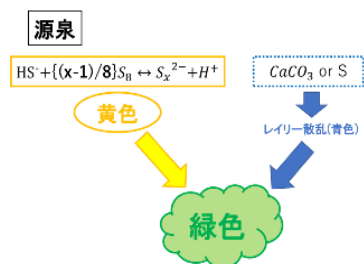 源泉
HS⁻+{(x-1)/8}S₈ ↔ Sₓ²⁻+H⁺
黄色
CaCO₃ or S
レイリー散乱(青色)
緑色